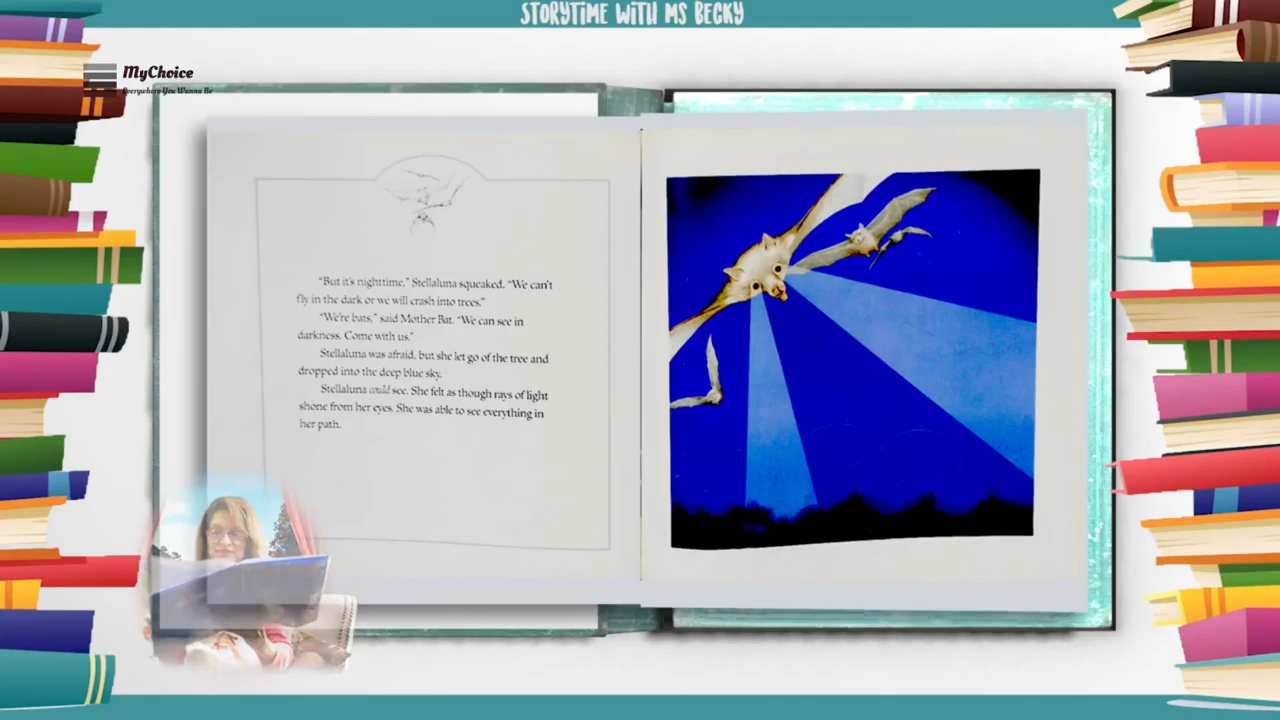 STORYTIME WITH MS BECKY
MyChoice
Everywhere You Wanna Be
"But it's nighttime," Stellaluna squeaked. "We can't
fly in the dark or we will crash into trees."
"We're bats," said Mother Bat. "We can see in
darkness. Come with us."
Stellaluna was afraid, but she let go of the tree and
dropped into the deep blue sky.
Stellaluna could see. She felt as though rays of light
shone from her eyes. She was able to see everything in
her path.